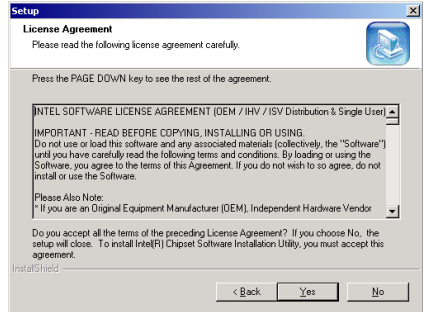 Setup
License Agreement
Please read the following license agreement carefully.
Press the PAGE DOWN key to see the rest of the agreement.
INTEL SOFTWARE LICENSE AGREEMENT (OEM / IHV / ISV Distribution & Single User)
IMPORTANT - READ BEFORE COPYING, INSTALLING OR USING.
Do not use or load this software and any associated materials (collectively, the "Software")
until you have carefully read the following terms and conditions. By loading or using the
Software, you agree to the terms of this Agreement. If you do not wish to so agree, do not
install or use the Software.
Please Also Note:
* If you are an Original Equipment Manufacturer (OEM), Independent Hardware Vendor
Do you accept all the terms of the preceding License Agreement? If you choose No, the
setup will close. To install Intel(R) Chipset Software Installation Utility, you must accept this
agreement.
InstallShield
< Back
Yes
No